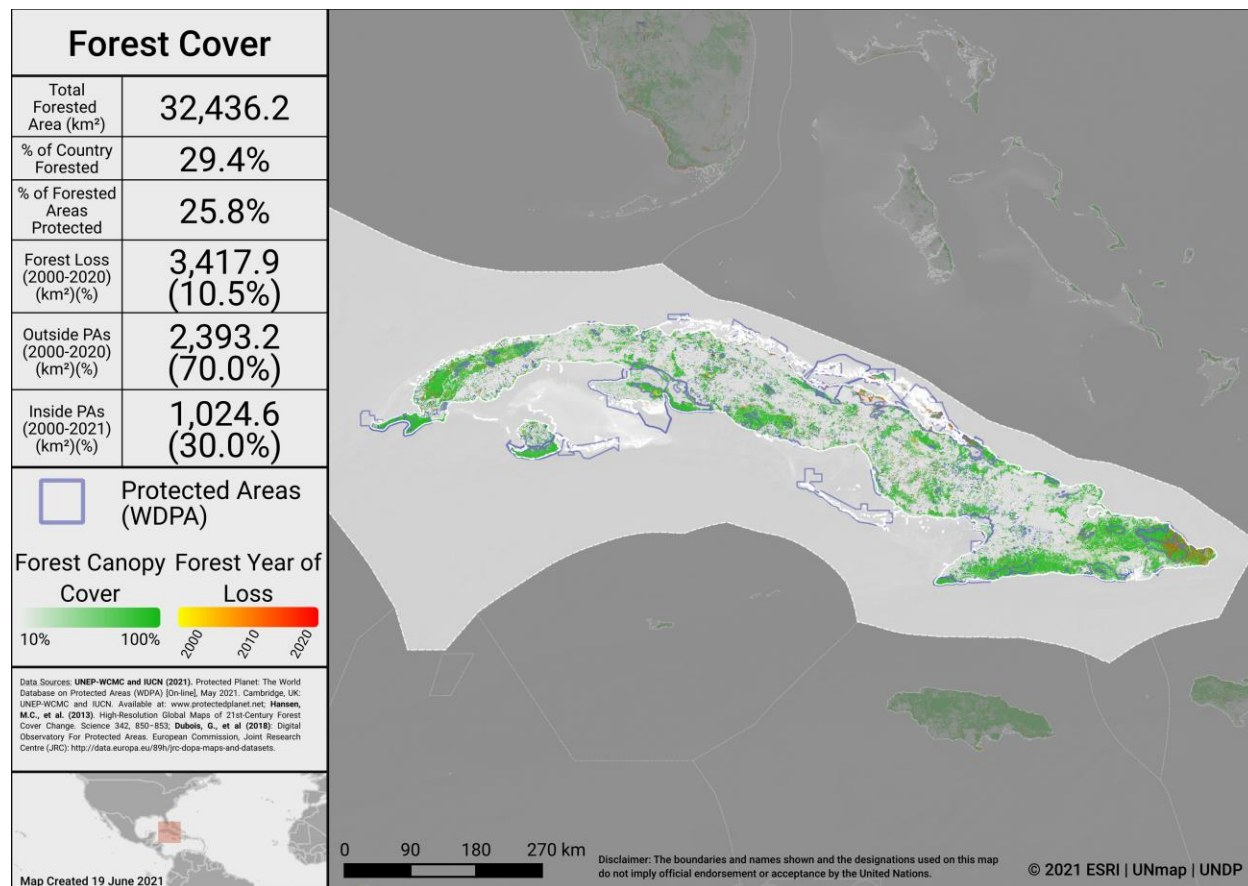 Forest Cover
Total
Forested
Area (km²)
32,436.2
% of Country
Forested
29.4%
% of Forested
Areas
Protected
25.8%
Forest Loss
(2000-2020)
(km²)(%)
3,417.9
(10.5%)
Outside PAs
(2000-2020)
(km²)(%)
2,393.2
(70.0%)
Inside PAs
(2000-2021)
(km²)(%)
1,024.6
(30.0%)
Protected Areas
(WDPA)
Forest Canopy
Cover
10% 100%
Forest Year of
Loss
2000 2010 2020
Data Sources: UNEP-WCMC and IUCN (2021). Protected Planet: The World
Database on Protected Areas (WDPA) [On-line], May 2021. Cambridge, UK:
UNEP-WCMC and IUCN. Available at: www.protectedplanet.net; Hansen,
M.C., et al. (2013). High-Resolution Global Maps of 21st-Century Forest
Cover Change. Science 342, 850–853; Dubois, G., et al (2018): Digital
Observatory For Protected Areas. European Commission, Joint Research
Centre (JRC): http://data.europa.eu/89h/jrc-dopa-maps-and-datasets.
Map Created 19 June 2021
0 90 180 270 km
Disclaimer: The boundaries and names shown and the designations used on this map
do not imply official endorsement or acceptance by the United Nations.
© 2021 ESRI | UNmap | UNDP